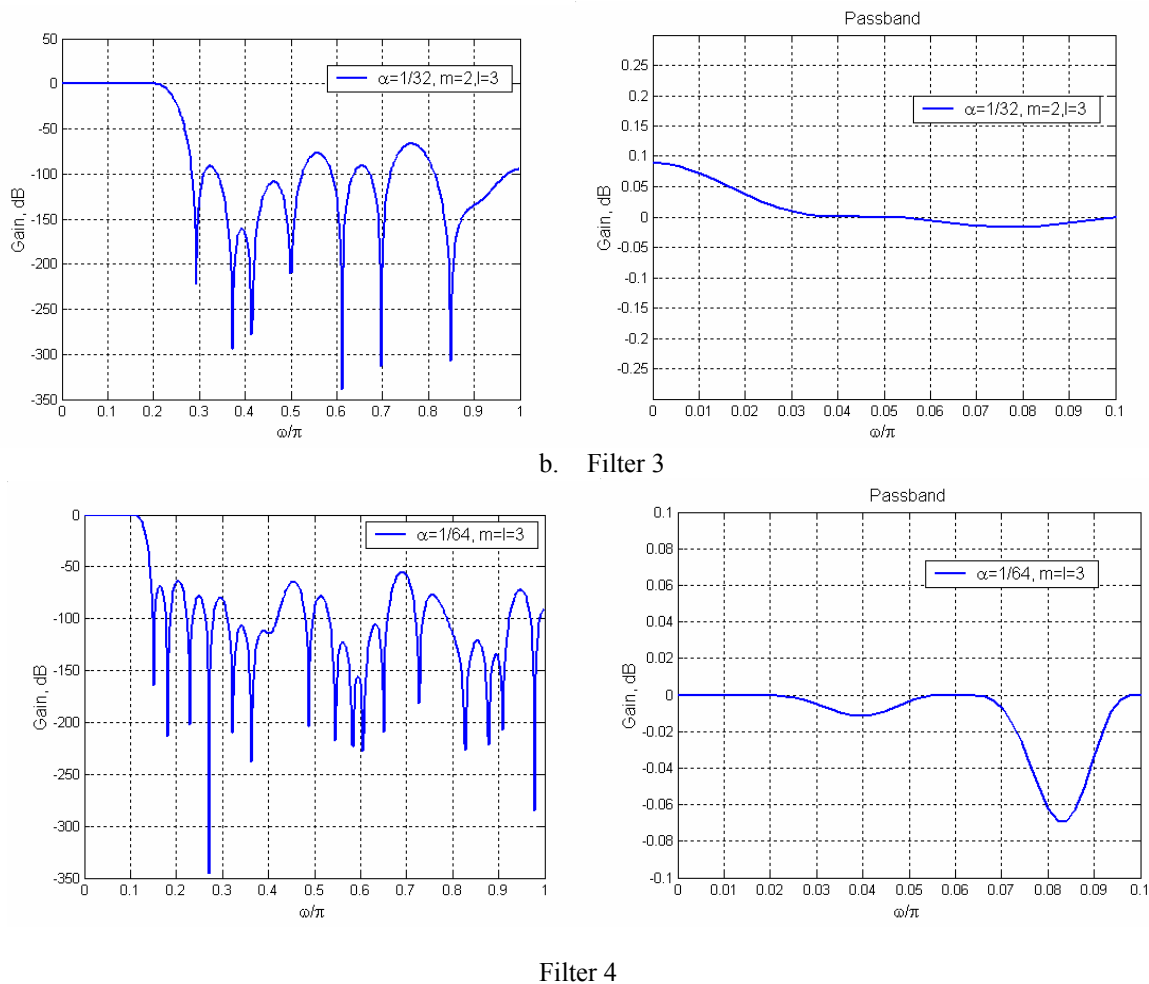 50
0
-50
-100
-150
-200
-250
-300
-350
Gain, dB
α=1/32, m=2,l=3
0 0.1 0.2 0.3 0.4 0.5 0.6 0.7 0.8 0.9 1
ω/π
Passband
0.25
0.2
0.15
0.1
0.05
0
-0.05
-0.1
-0.15
-0.2
-0.25
Gain, dB
α=1/32, m=2,l=3
0 0.01 0.02 0.03 0.04 0.05 0.06 0.07 0.08 0.09 0.1
ω/π
b. Filter 3
0
-50
-100
-150
-200
-250
-300
-350
Gain, dB
α=1/64, m=l=3
0 0.1 0.2 0.3 0.4 0.5 0.6 0.7 0.8 0.9 1
ω/π
Passband
0.1
0.08
0.06
0.04
0.02
0
-0.02
-0.04
-0.06
-0.08
-0.1
Gain, dB
α=1/64, m=l=3
0 0.01 0.02 0.03 0.04 0.05 0.06 0.07 0.08 0.09 0.1
ω/π
Filter 4